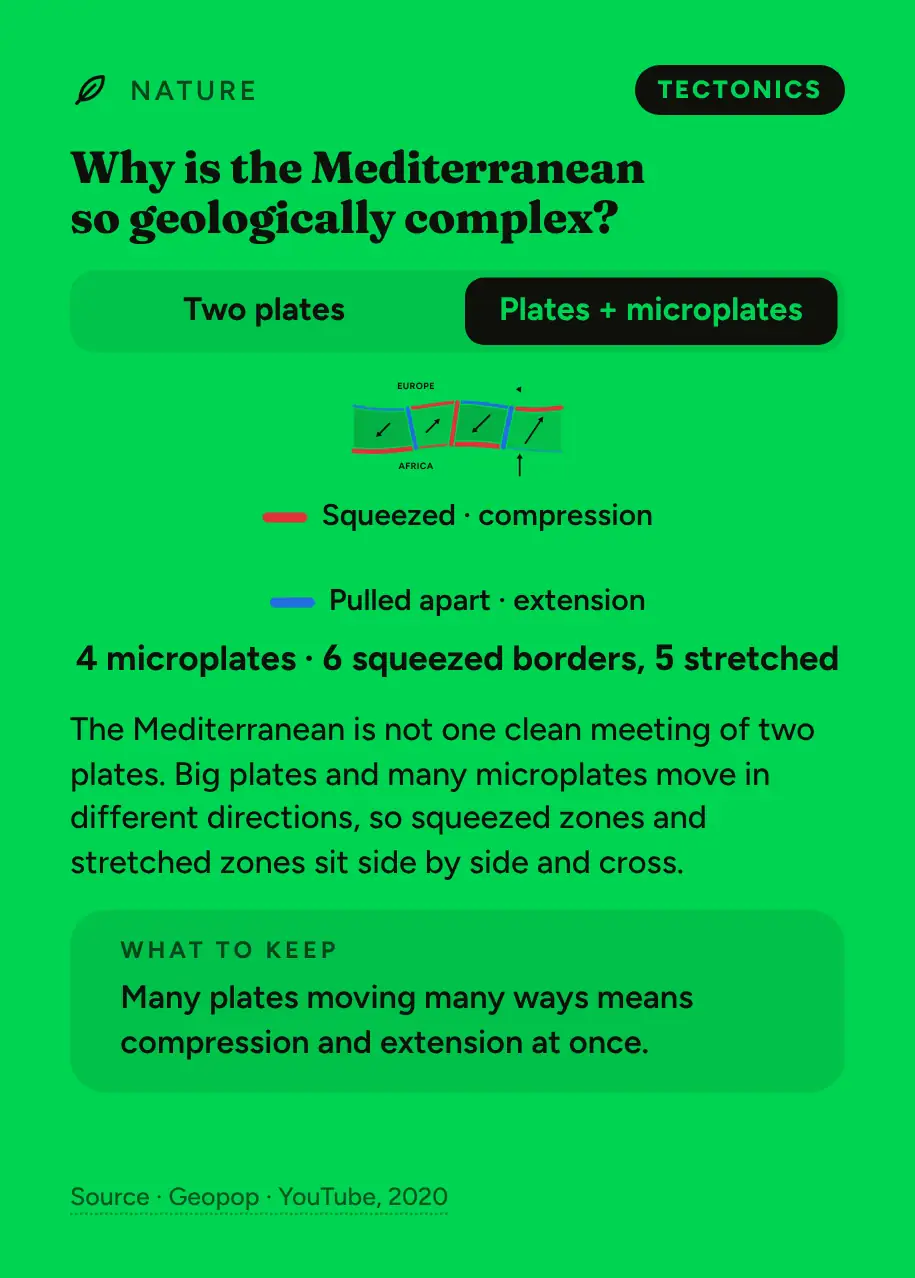 NATURE
TECTONICS
Why is the Mediterranean
so geologically complex?
Two plates
Plates + microplates
EUROPE
AFRICA
Squeezed · compression
Pulled apart · extension
4 microplates · 6 squeezed borders, 5 stretched
The Mediterranean is not one clean meeting of two
plates. Big plates and many microplates move in
different directions, so squeezed zones and
stretched zones sit side by side and cross.
WHAT TO KEEP
Many plates moving many ways means
compression and extension at once.
Source · Geopop · YouTube, 2020